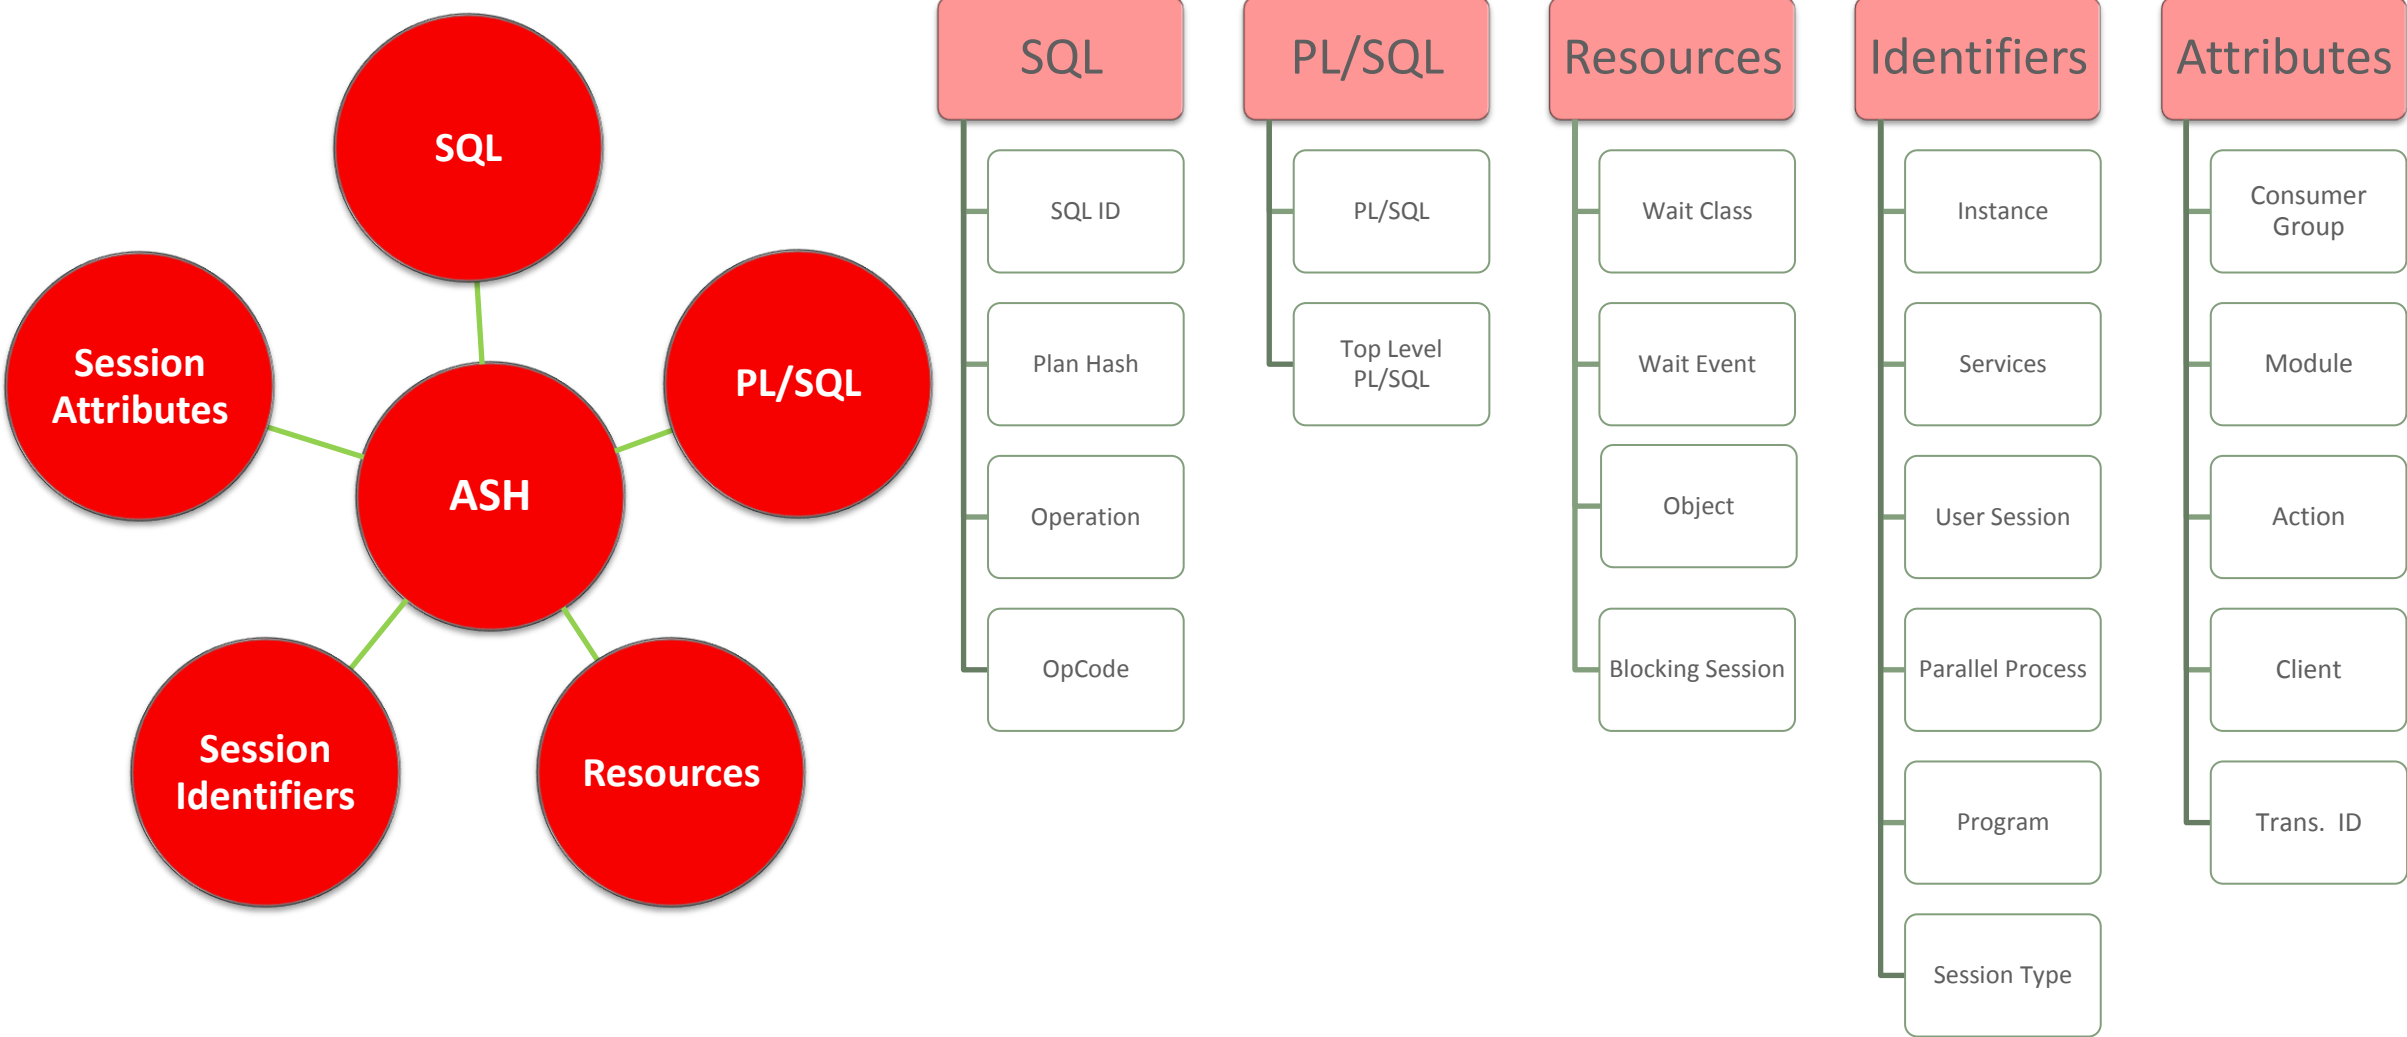 SQL
Session
Attributes
PL/SQL
ASH
Session
Identifiers
Resources
SQL
SQL ID
Plan Hash
Operation
OpCode
PL/SQL
PL/SQL
Top Level
PL/SQL
Resources
Wait Class
Wait Event
Object
Blocking Session
Identifiers
Instance
Services
User Session
Parallel Process
Program
Session Type
Attributes
Consumer
Group
Module
Action
Client
Trans.  ID